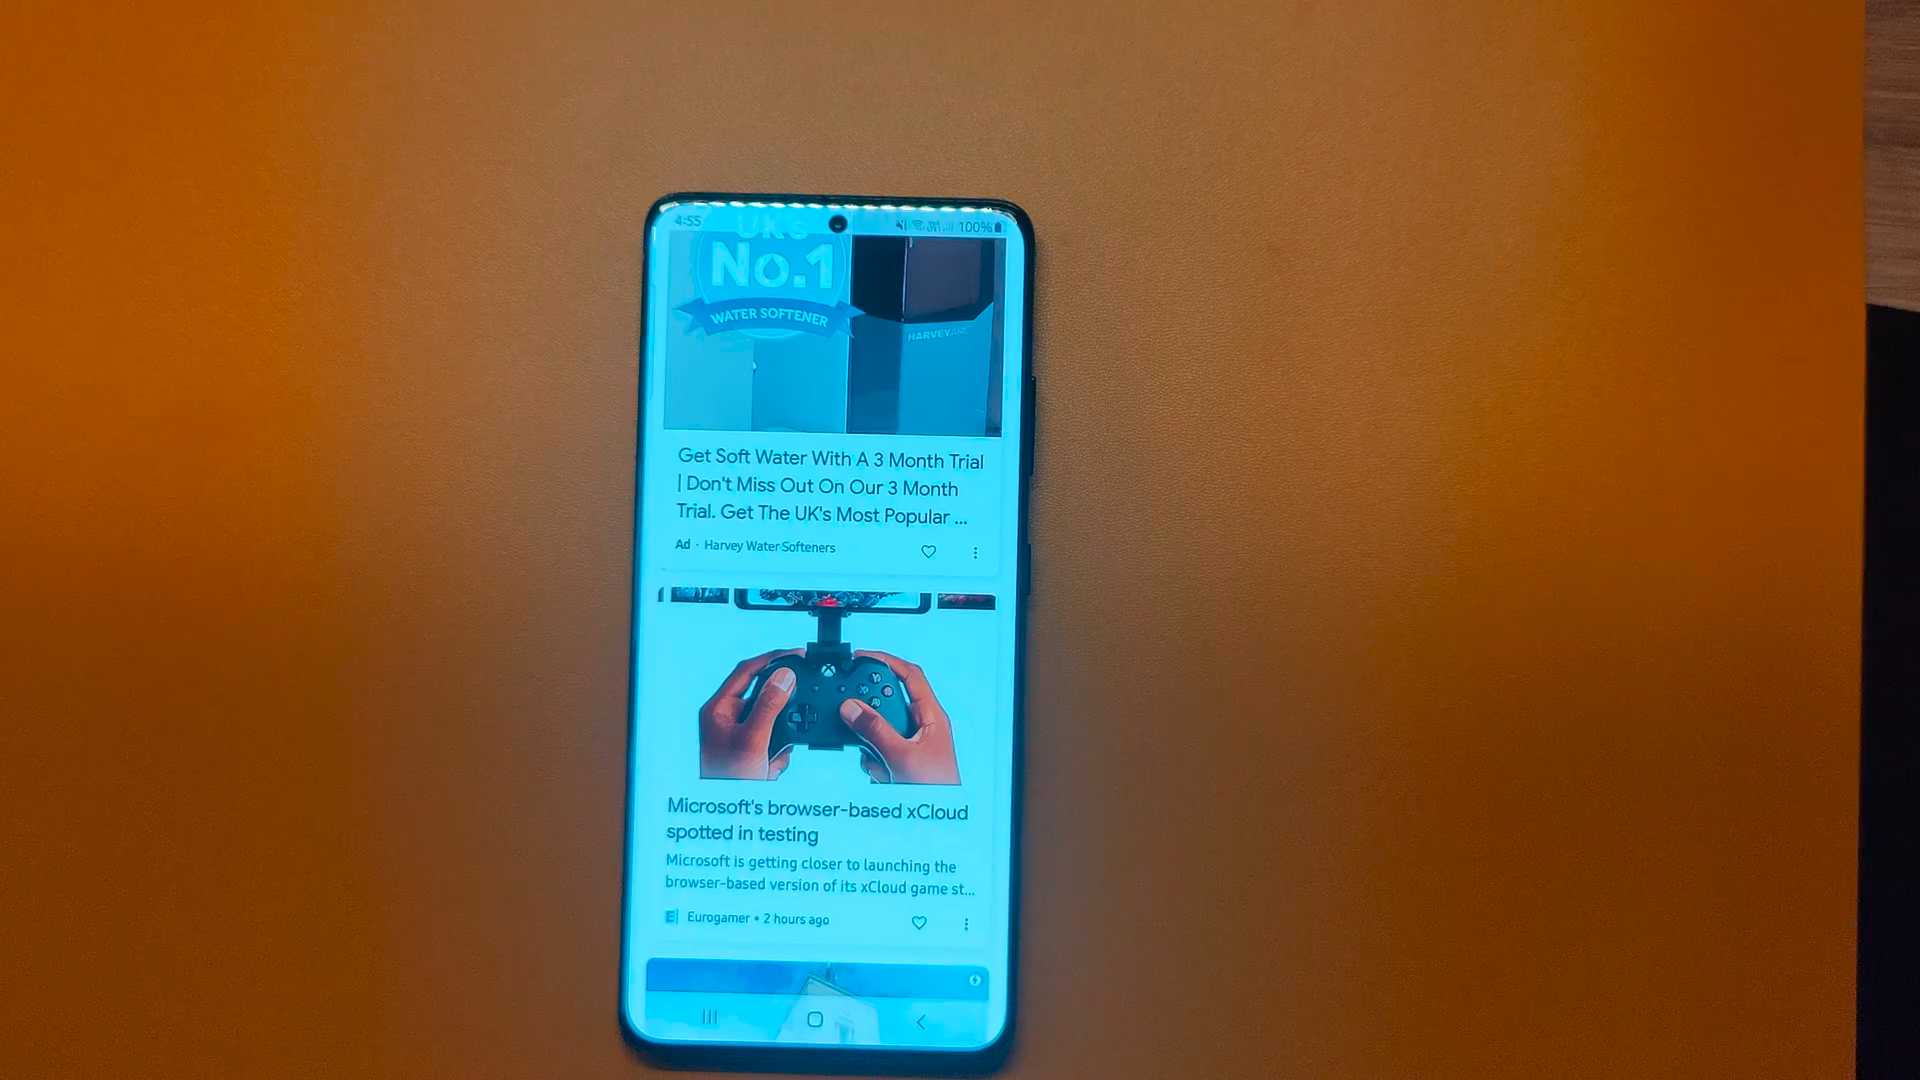 4:55
100%
UK's
No.1
WATER SOFTENER
HARVEYARC
Get Soft Water With A 3 Month Trial
| Don't Miss Out On Our 3 Month
Trial. Get The UK's Most Popular ...
Ad · Harvey Water Softeners
Microsoft's browser-based xCloud
spotted in testing
Microsoft is getting closer to launching the
browser-based version of its xCloud game st...
E Eurogamer • 2 hours ago